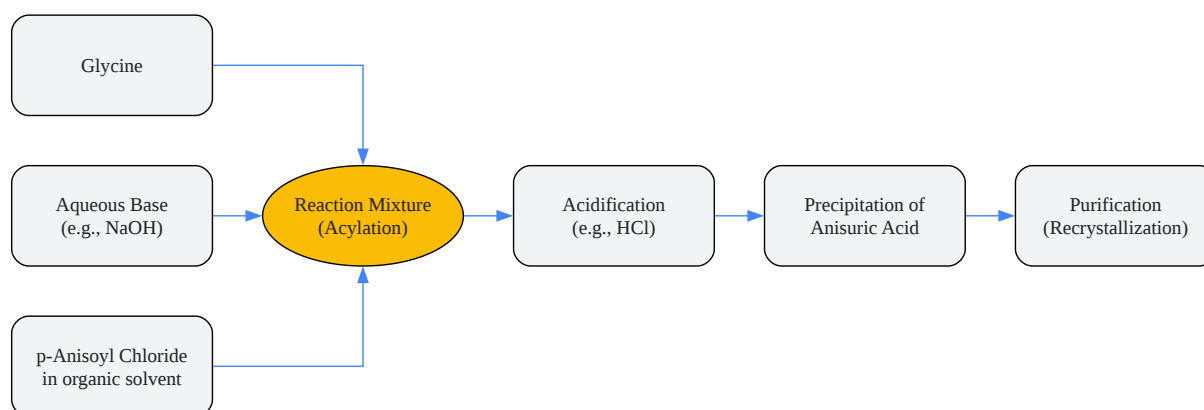 Glycine
Aqueous Base
(e.g., NaOH)
Reaction Mixture
(Acylation)
Acidification
(e.g., HCl)
Precipitation of
Anisuric Acid
Purification
(Recrystallization)
p-Anisoyl Chloride
in organic solvent